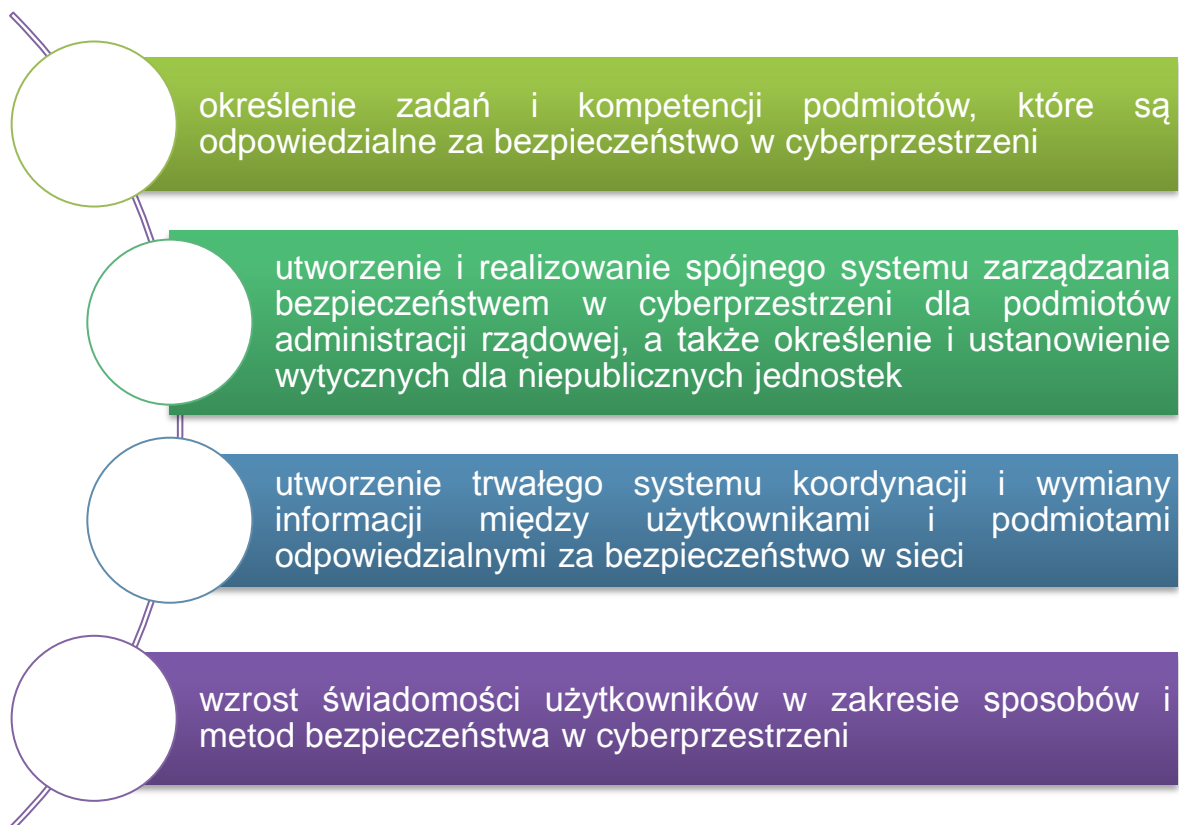 określenie zadań i kompetencji podmiotów, które są
odpowiedzialne za bezpieczeństwo w cyberprzestrzeni
utworzenie i realizowanie spójnego systemu zarządzania
bezpieczeństwem w cyberprzestrzeni dla podmiotów
administracji rządowej, a także określenie i ustanowienie
wytycznych dla niepublicznych jednostek
utworzenie trwałego systemu koordynacji i wymiany
informacji między użytkownikami i podmiotami
odpowiedzialnymi za bezpieczeństwo w sieci
wzrost świadomości użytkowników w zakresie sposobów i
metod bezpieczeństwa w cyberprzestrzeni